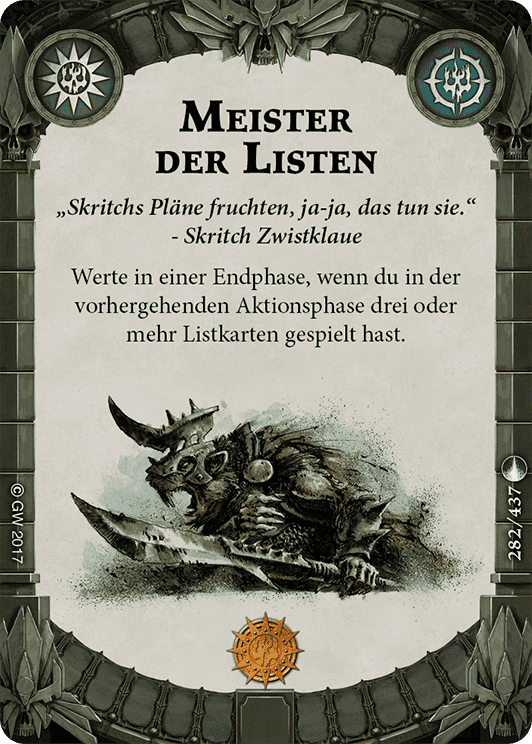 Meister
der Listen
„Skritchs Pläne fruchten, ja-ja, das tun sie.“
- Skritch Zwistklaue
Werte in einer Endphase, wenn du in der
vorhergehenden Aktionsphase drei oder
mehr Listkarten gespielt hast.
© GW 2017
282/437